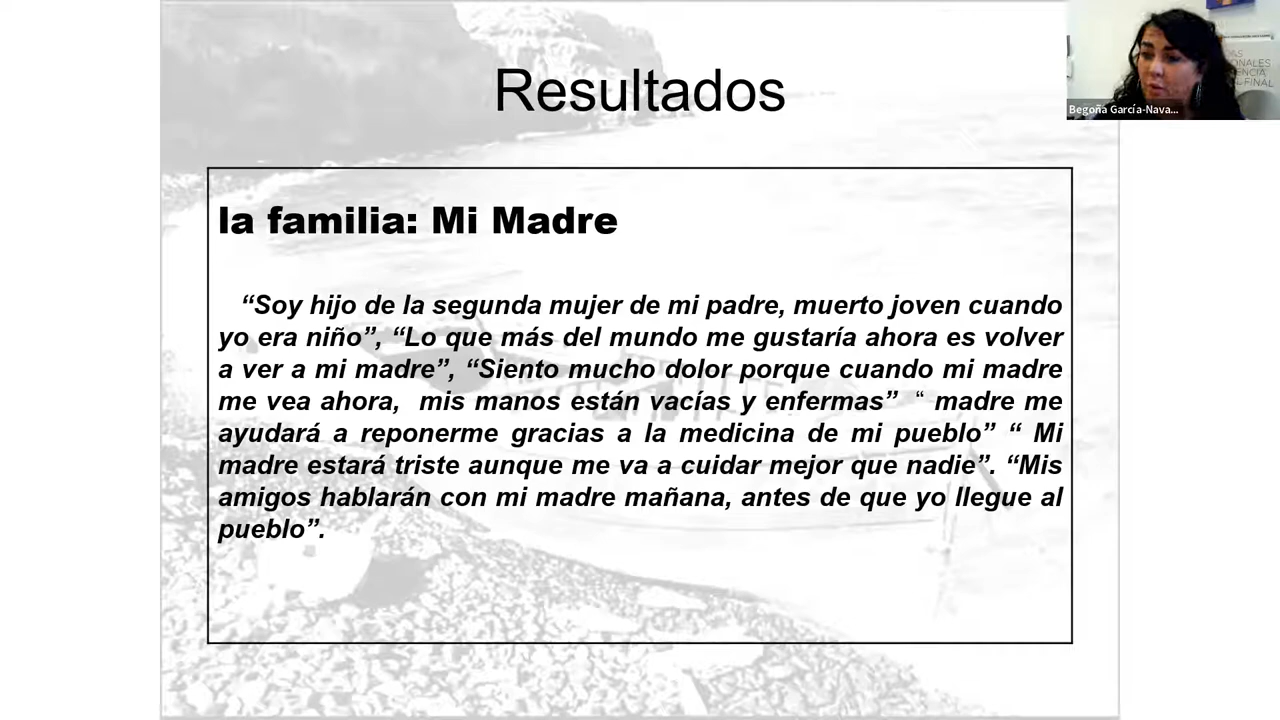 Resultados
la familia: Mi Madre
“Soy hijo de la segunda mujer de mi padre, muerto joven cuando
yo era niño”, “Lo que más del mundo me gustaría ahora es volver
a ver a mi madre”, “Siento mucho dolor porque cuando mi madre
me vea ahora, mis manos están vacías y enfermas” “ madre me
ayudará a reponerme gracias a la medicina de mi pueblo” “ Mi
madre estará triste aunque me va a cuidar mejor que nadie”. “Mis
amigos hablarán con mi madre mañana, antes de que yo llegue al
pueblo”.
Begoña García-Nava...